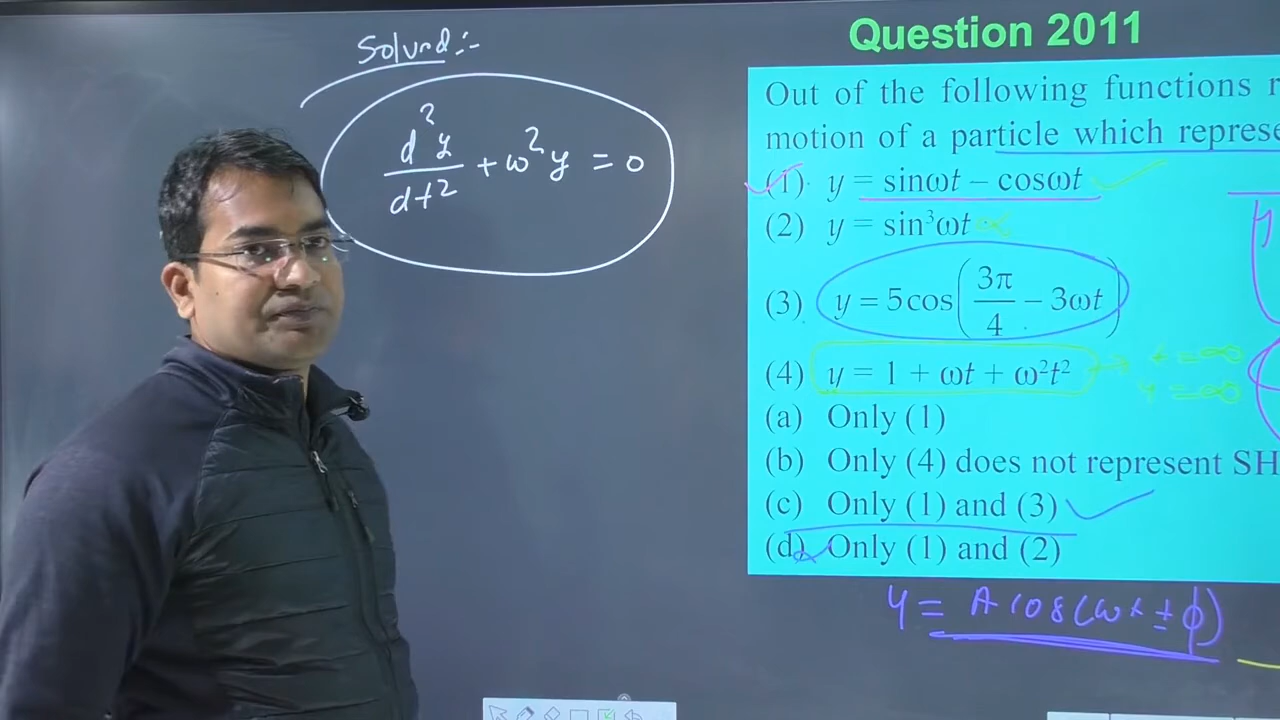 Solved :-
d²y/dt² + ω²y = 0
Question 2011
Out of the following functions
motion of a particle which
(1) y = sinωt – cosωt
(2) y = sin³ωt
(3) y = 5cos(3π/4 – 3ωt)
(4) y = 1 + ωt + ω²t²
t = ∞
y = ∞
(a) Only (1)
(b) Only (4) does not represent SH
(c) Only (1) and (3)
(d) Only (1) and (2)
y = A cos(ωt ± φ)
y